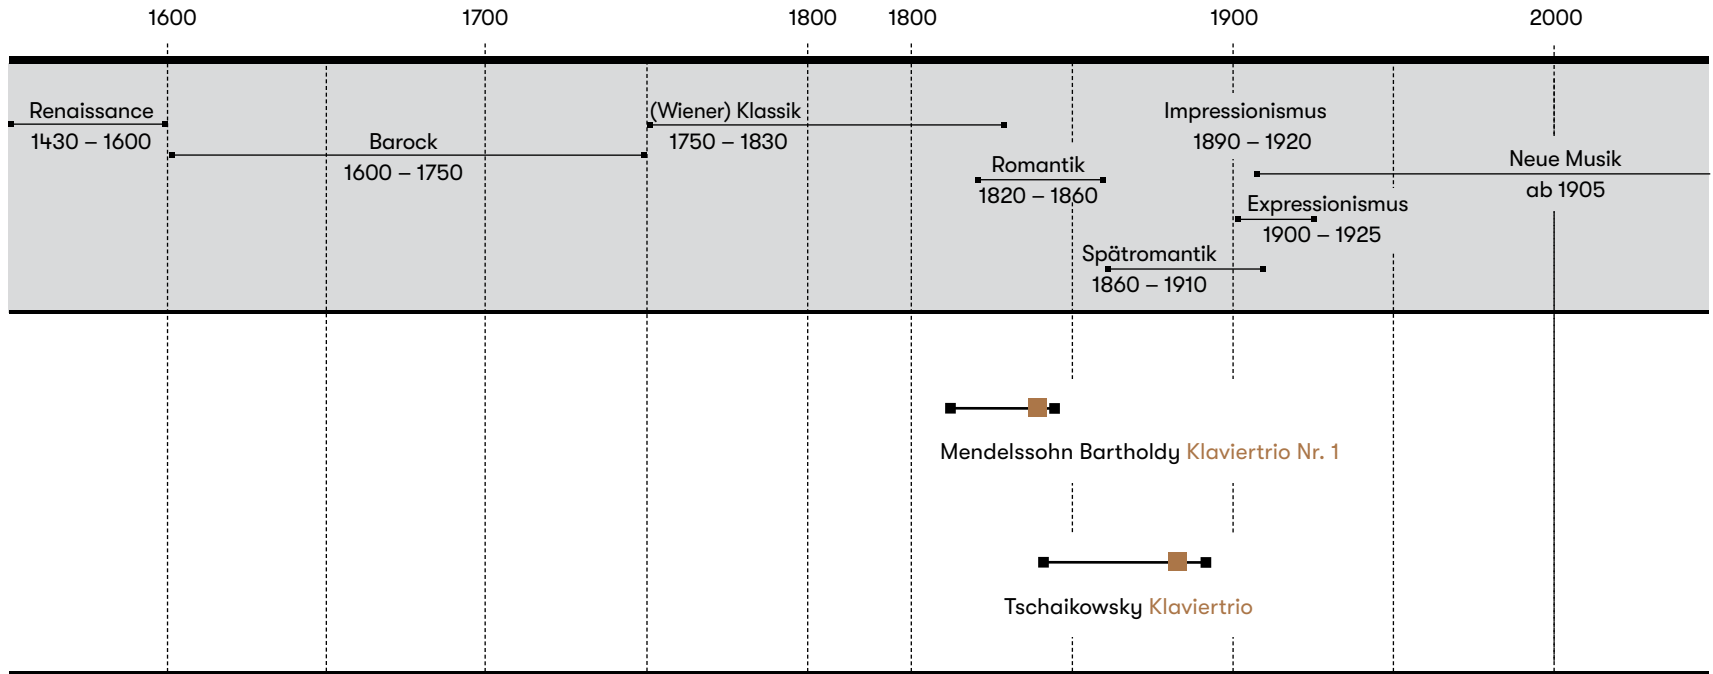 1600 1700 1800 1800 1900 2000
Renaissance
1430 – 1600
Barock
1600 – 1750
(Wiener) Klassik
1750 – 1830
Romantik
1820 – 1860
Spätromantik
1860 – 1910
Impressionismus
1890 – 1920
Expressionismus
1900 – 1925
Neue Musik
ab 1905
Mendelssohn Bartholdy Klaviertrio Nr. 1
Tschaikowsky Klaviertrio